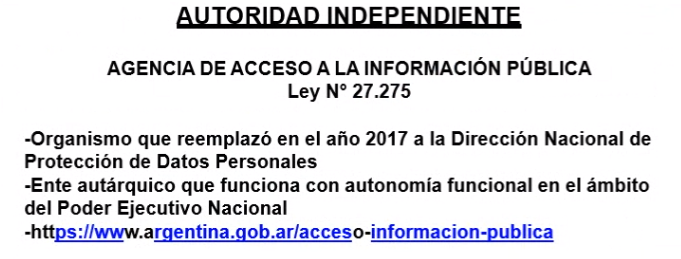 AUTORIDAD INDEPENDIENTE
AGENCIA DE ACCESO A LA INFORMACIÓN PÚBLICA
Ley N° 27.275
-Organismo que reemplazó en el año 2017 a la Dirección Nacional de
Protección de Datos Personales
-Ente autárquico que funciona con autonomía funcional en el ámbito
del Poder Ejecutivo Nacional
-https://www.argentina.gob.ar/acceso-informacion-publica